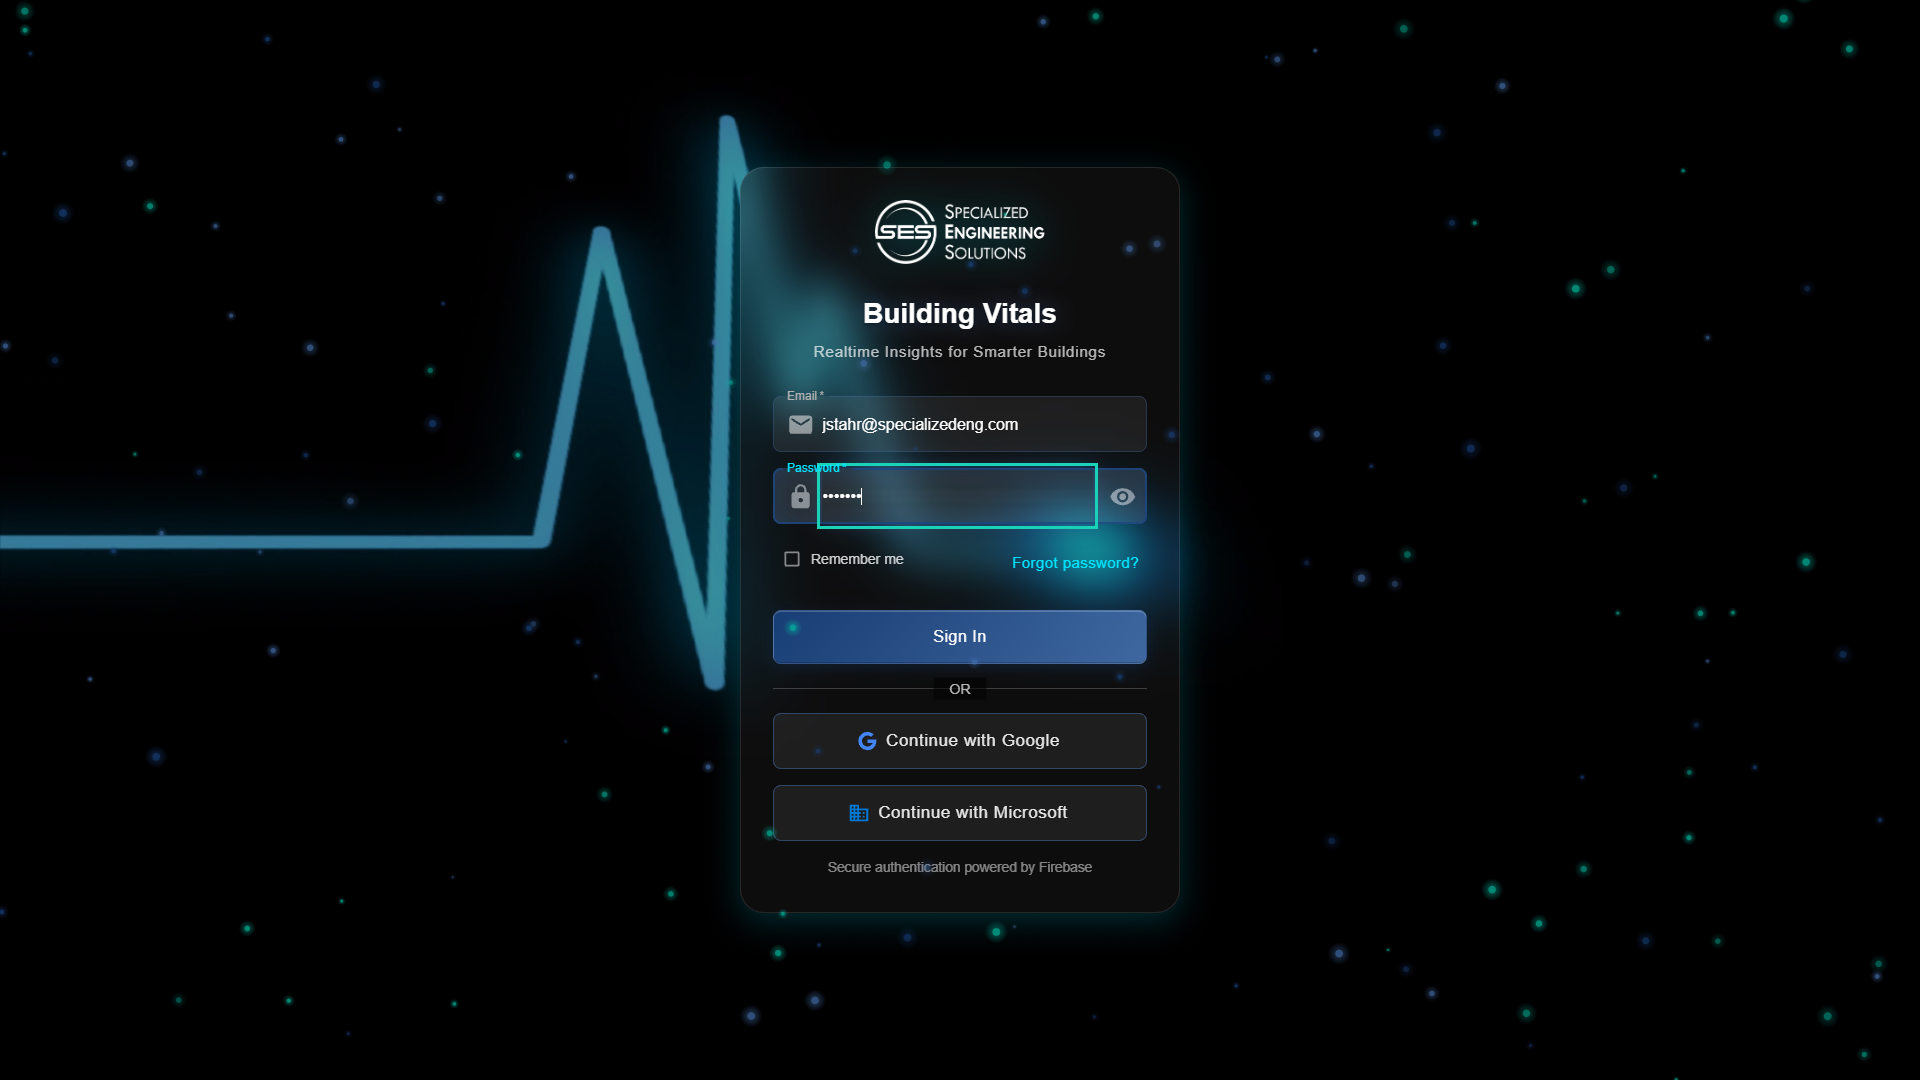 SES
SPECIALIZED
ENGINEERING
SOLUTIONS
Building Vitals
Realtime Insights for Smarter Buildings
Email *
jstahr@specializedeng.com
Password *
•••••••
Remember me
Forgot password?
Sign In
OR
Continue with Google
Continue with Microsoft
Secure authentication powered by Firebase